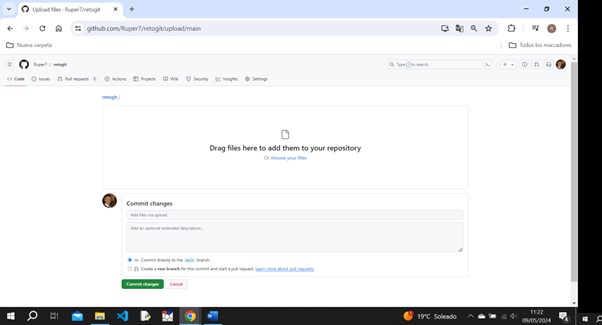 Upload files · Ruper7/retogit
github.com/Ruper7/retogit/upload/main
Nueva carpeta
Todos los marcadores
Ruper7 / retogit
Type / to search
Code Issues Pull requests Actions Projects Wiki Security Insights Settings
retogit /
Drag files here to add them to your repository
Or choose your files
Commit changes
Add files via upload
Add an optional extended description...
Commit directly to the main branch.
Create a new branch for this commit and start a pull request. Learn more about pull requests.
Commit changes Cancel
19°C Soleado
11:22
09/05/2024